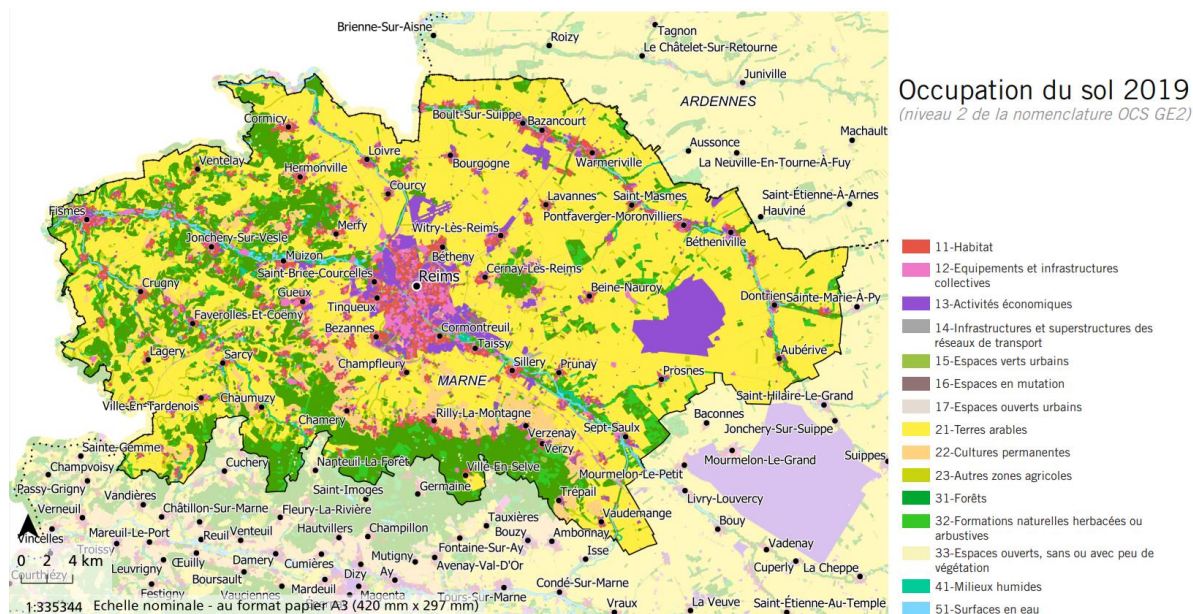 Brienne-Sur-Aisne
Roizy
Tagnon
Le Châtelet-Sur-Retourne
Juniville
ARDENNES
Machault
Aussonce
La Neuville-En-Tourne-À-Fuy
Saint-Étienne-À-Arnes
Hauviné
Cormicy
Boult-Sur-Suippe
Bazancourt
Ventelay
Loivre
Bourgogne
Warmeriville
Hermonville
Courcy
Lavannes
Saint-Masmes
Fismes
Merfy
Witry-Lès-Reims
Pontfaverger-Moronvilliers
Jonchery-Sur-Vesle
Bétheny
Bétheniville
Muizon
Saint-Brice-Courcelles
Reims
Cernay-Lès-Reims
Crugny
Gueux
Tinqueux
Beine-Nauroy
Dontrien
Sainte-Marie-À-Py
Faverolles-Et-Coëmy
Bezannes
Cormontreuil
Taissy
Lagery
Sarcy
Champfleury
Sillery
Prunay
Aubérive
MARNE
Prosnes
Ville-En-Tardenois
Chaumuzy
Chamery
Rilly-La-Montagne
Saint-Hilaire-Le-Grand
Baconnes
Jonchery-Sur-Suippe
Verzenay
Verzy
Sept-Saulx
Sainte-Gemme
Champvoisy
Cuchery
Nanteuil-La-Forêt
Ville-En-Selve
Mourmelon-Le-Grand
Suippes
Mourmelon-Le-Petit
Passy-Grigny
Vandières
Saint-Imoges
Germaine
Trépail
Livry-Louvercy
Verneuil
Châtillon-Sur-Marne
Fleury-La-Rivière
Tauxières
Vaudemange
Bouy
Vincelles
Mareuil-Le-Port
Reuil
Venteuil
Hautvillers
Champillon
Bouzy
Ambonnay
Troissy
Fontaine-Sur-Ay
Isse
Vadenay
Courthiézy
Leuvrigny
Œuilly
Damery
Cumières
Mutigny
Avenay-Val-D'Or
Cuperly
La Cheppe
Boursault
Dizy
Ay
Condé-Sur-Marne
Festigny
Vauciennes
Mardeuil
Magenta
Tours-Sur-Marne
Vraux
La Veuve
Saint-Étienne-Au-Temple
0 2 4 km
1:335344 Echelle nominale - au format papier A3 (420 mm x 297 mm)
Occupation du sol 2019
(niveau 2 de la nomenclature OCS GE2)
11-Habitat
12-Equipements et infrastructures
collectives
13-Activités économiques
14-Infrastructures et superstructures des
réseaux de transport
15-Espaces verts urbains
16-Espaces en mutation
17-Espaces ouverts urbains
21-Terres arables
22-Cultures permanentes
23-Autres zones agricoles
31-Forêts
32-Formations naturelles herbacées ou
arbustives
33-Espaces ouverts, sans ou avec peu de
végétation
41-Milieux humides
51-Surfaces en eau